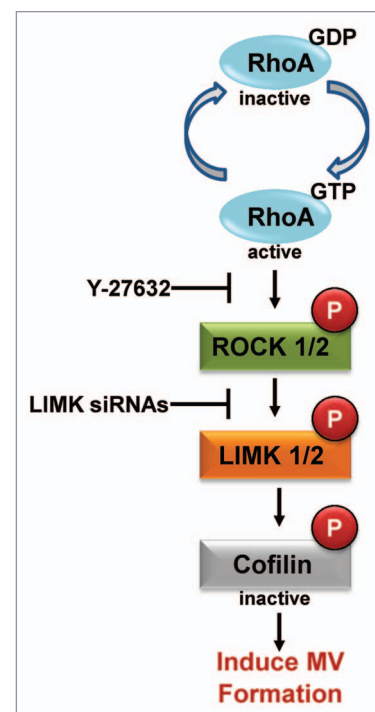 GDP
RhoA
inactive
GTP
RhoA
active
Y-27632
P
ROCK 1/2
LIMK siRNAs
P
LIMK 1/2
P
Cofilin
inactive
Induce MV
Formation